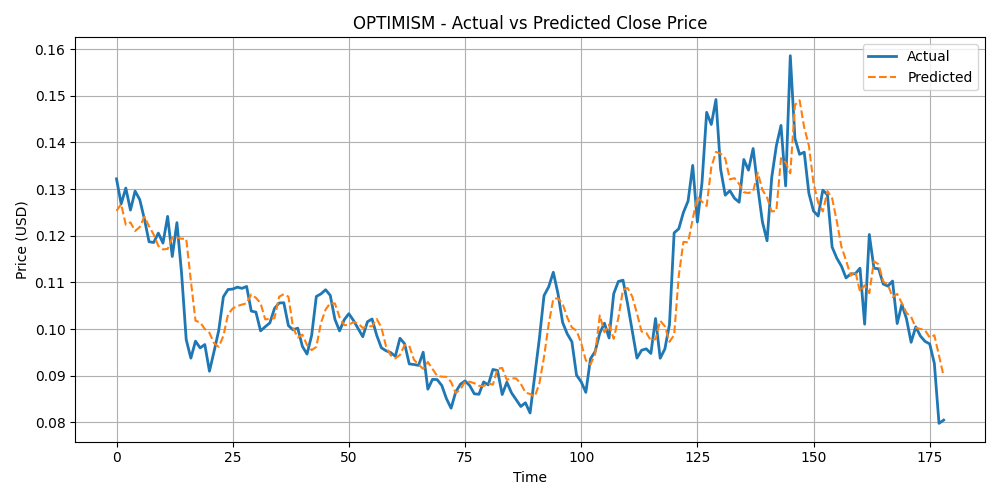 OPTIMISM - Actual vs Predicted Close Price
Actual
Predicted
Price (USD)
0.16
0.15
0.14
0.13
0.12
0.11
0.10
0.09
0.08
0 25 50 75 100 125 150 175
Time